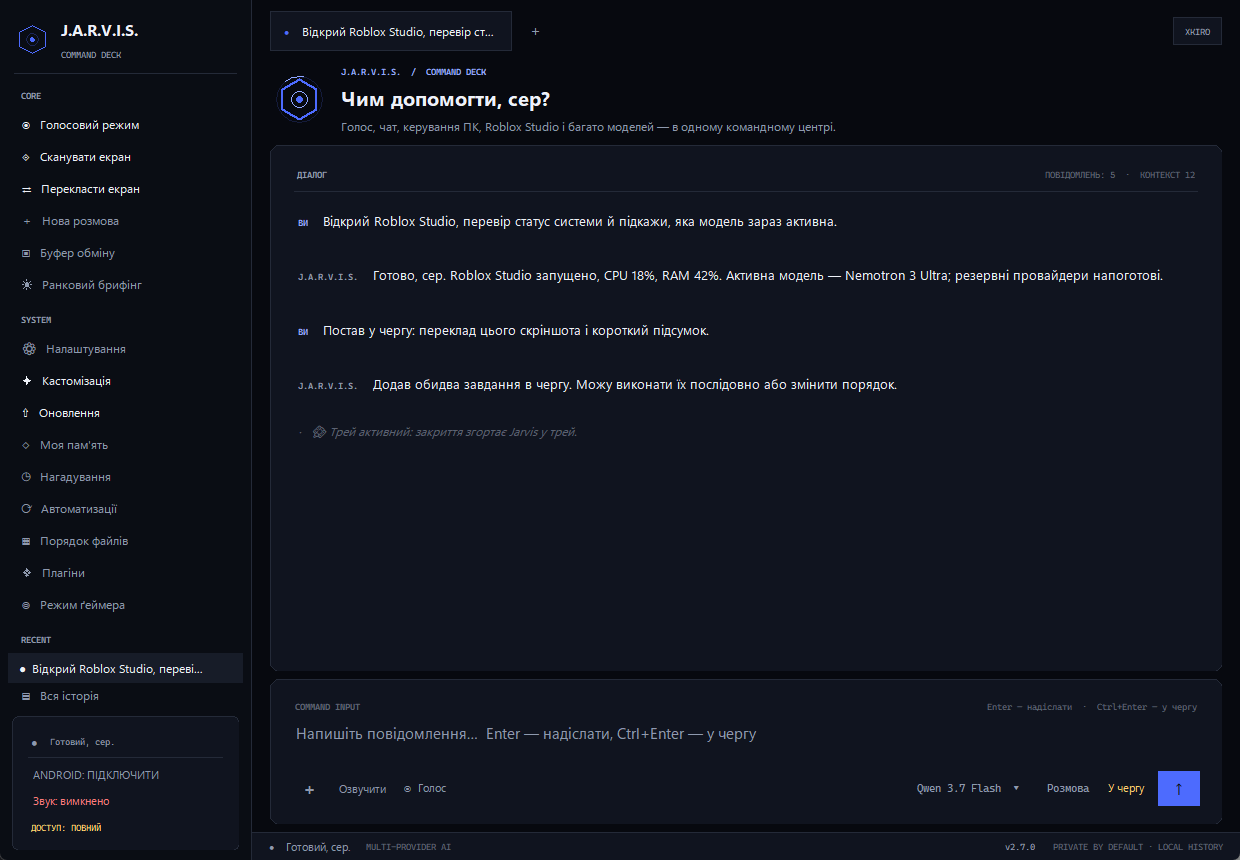 J.A.R.V.I.S.
COMMAND DECK
CORE
Голосовий режим
Сканувати екран
Перекласти екран
Нова розмова
Буфер обміну
Ранковий брифінг
SYSTEM
Налаштування
Кастомізація
Оновлення
Моя пам'ять
Нагадування
Автоматизації
Порядок файлів
Плагіни
Режим ґеймера
RECENT
Відкрий Roblox Studio, переві...
Вся історія
Готовий, сер.
ANDROID: ПІДКЛЮЧИТИ
Звук: вимкнено
ДОСТУП: ПОВНИЙ
Відкрий Roblox Studio, перевір ст...
+
XKIRO
J.A.R.V.I.S. / COMMAND DECK
Чим допомогти, сер?
Голос, чат, керування ПК, Roblox Studio і багато моделей — в одному командному центрі.
ДІАЛОГ
ПОВІДОМЛЕНЬ: 5 · КОНТЕКСТ 12
ВИ Відкрий Roblox Studio, перевір статус системи й підкажи, яка модель зараз активна.
J.A.R.V.I.S. Готово, сер. Roblox Studio запущено, CPU 18%, RAM 42%. Активна модель — Nemotron 3 Ultra; резервні провайдери напоготові.
ВИ Постав у чергу: переклад цього скріншота і короткий підсумок.
J.A.R.V.I.S. Додав обидва завдання в чергу. Можу виконати їх послідовно або змінити порядок.
· Трей активний: закриття згортає Jarvis у трей.
COMMAND INPUT
Enter — надіслати · Ctrl+Enter — у чергу
Напишіть повідомлення... Enter — надіслати, Ctrl+Enter — у чергу
+ Озвучити Голос
Qwen 3.7 Flash Розмова У чергу ↑
Готовий, сер. MULTI-PROVIDER AI
v2.7.0 PRIVATE BY DEFAULT · LOCAL HISTORY